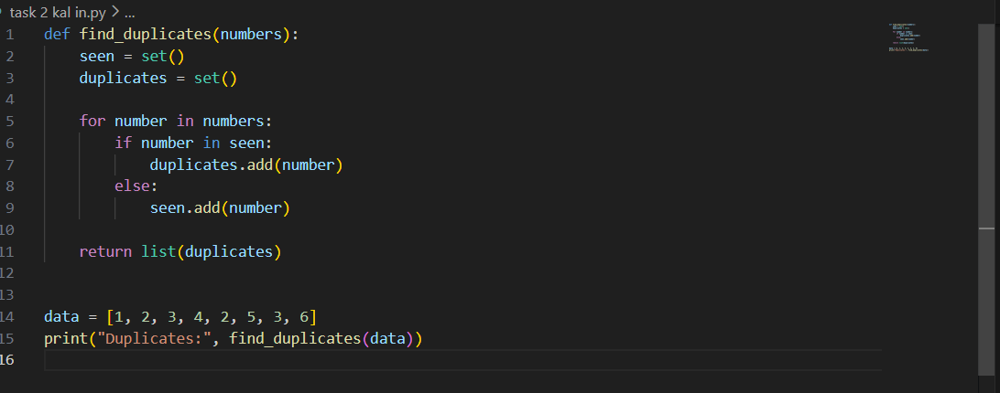 task 2 kal in.py > ...
1 def find_duplicates(numbers):
2     seen = set()
3     duplicates = set()
4
5     for number in numbers:
6         if number in seen:
7             duplicates.add(number)
8         else:
9             seen.add(number)
10
11     return list(duplicates)
12
13
14 data = [1, 2, 3, 4, 2, 5, 3, 6]
15 print("Duplicates:", find_duplicates(data))
16